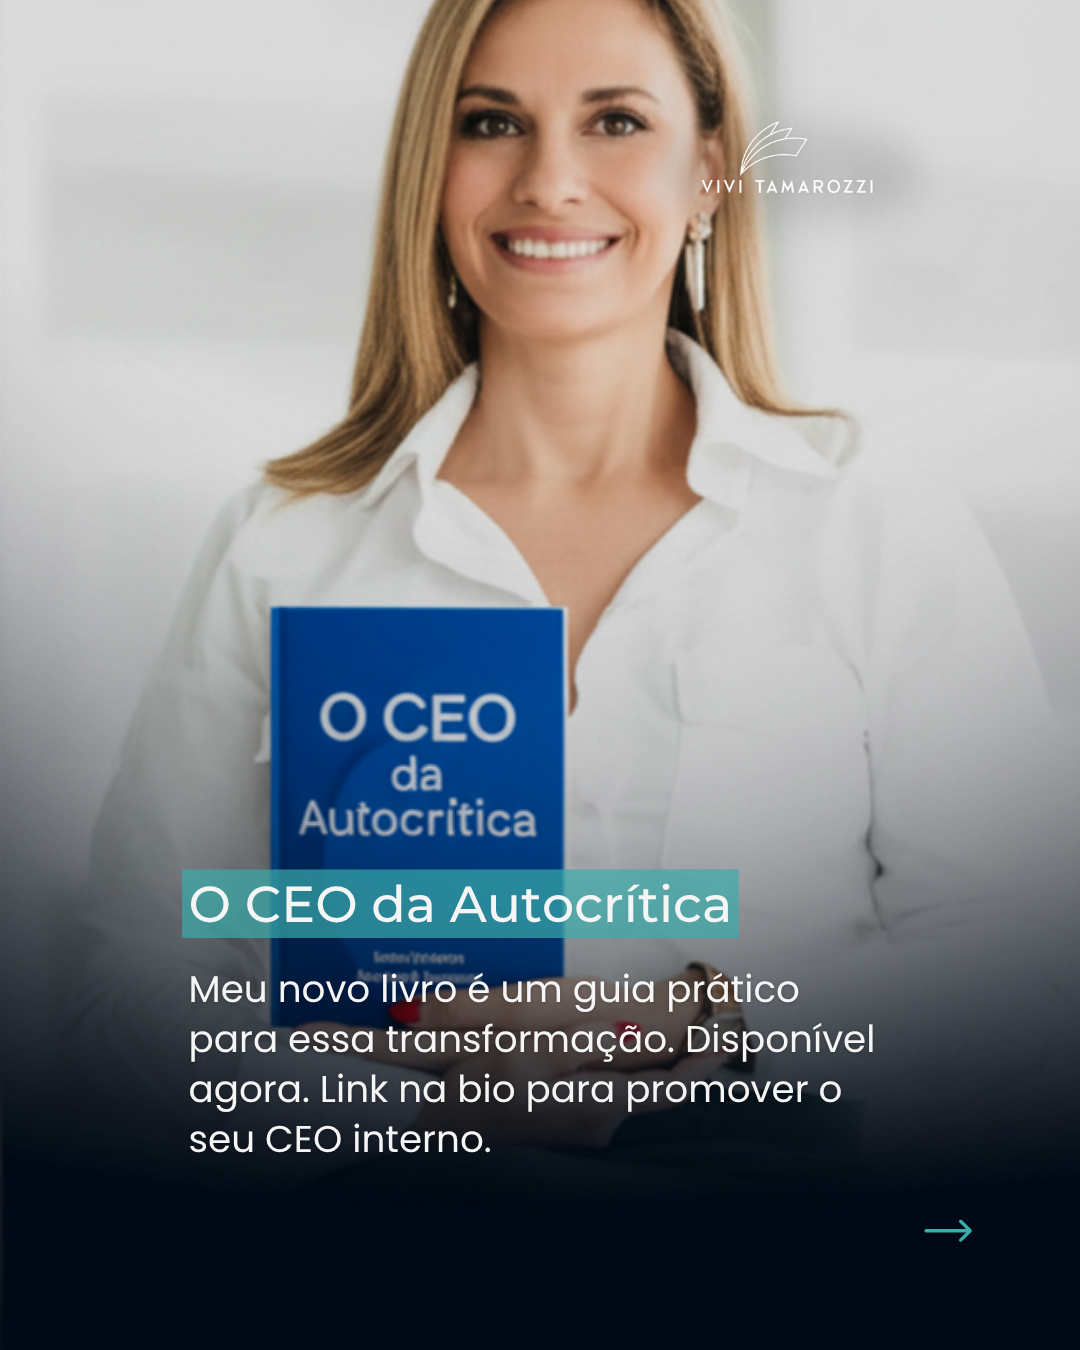 VIVI TAMAROZZI
O CEO
da
Autocrítica
O CEO da Autocrítica
Meu novo livro é um guia prático
para essa transformação. Disponível
agora. Link na bio para promover o
seu CEO interno.